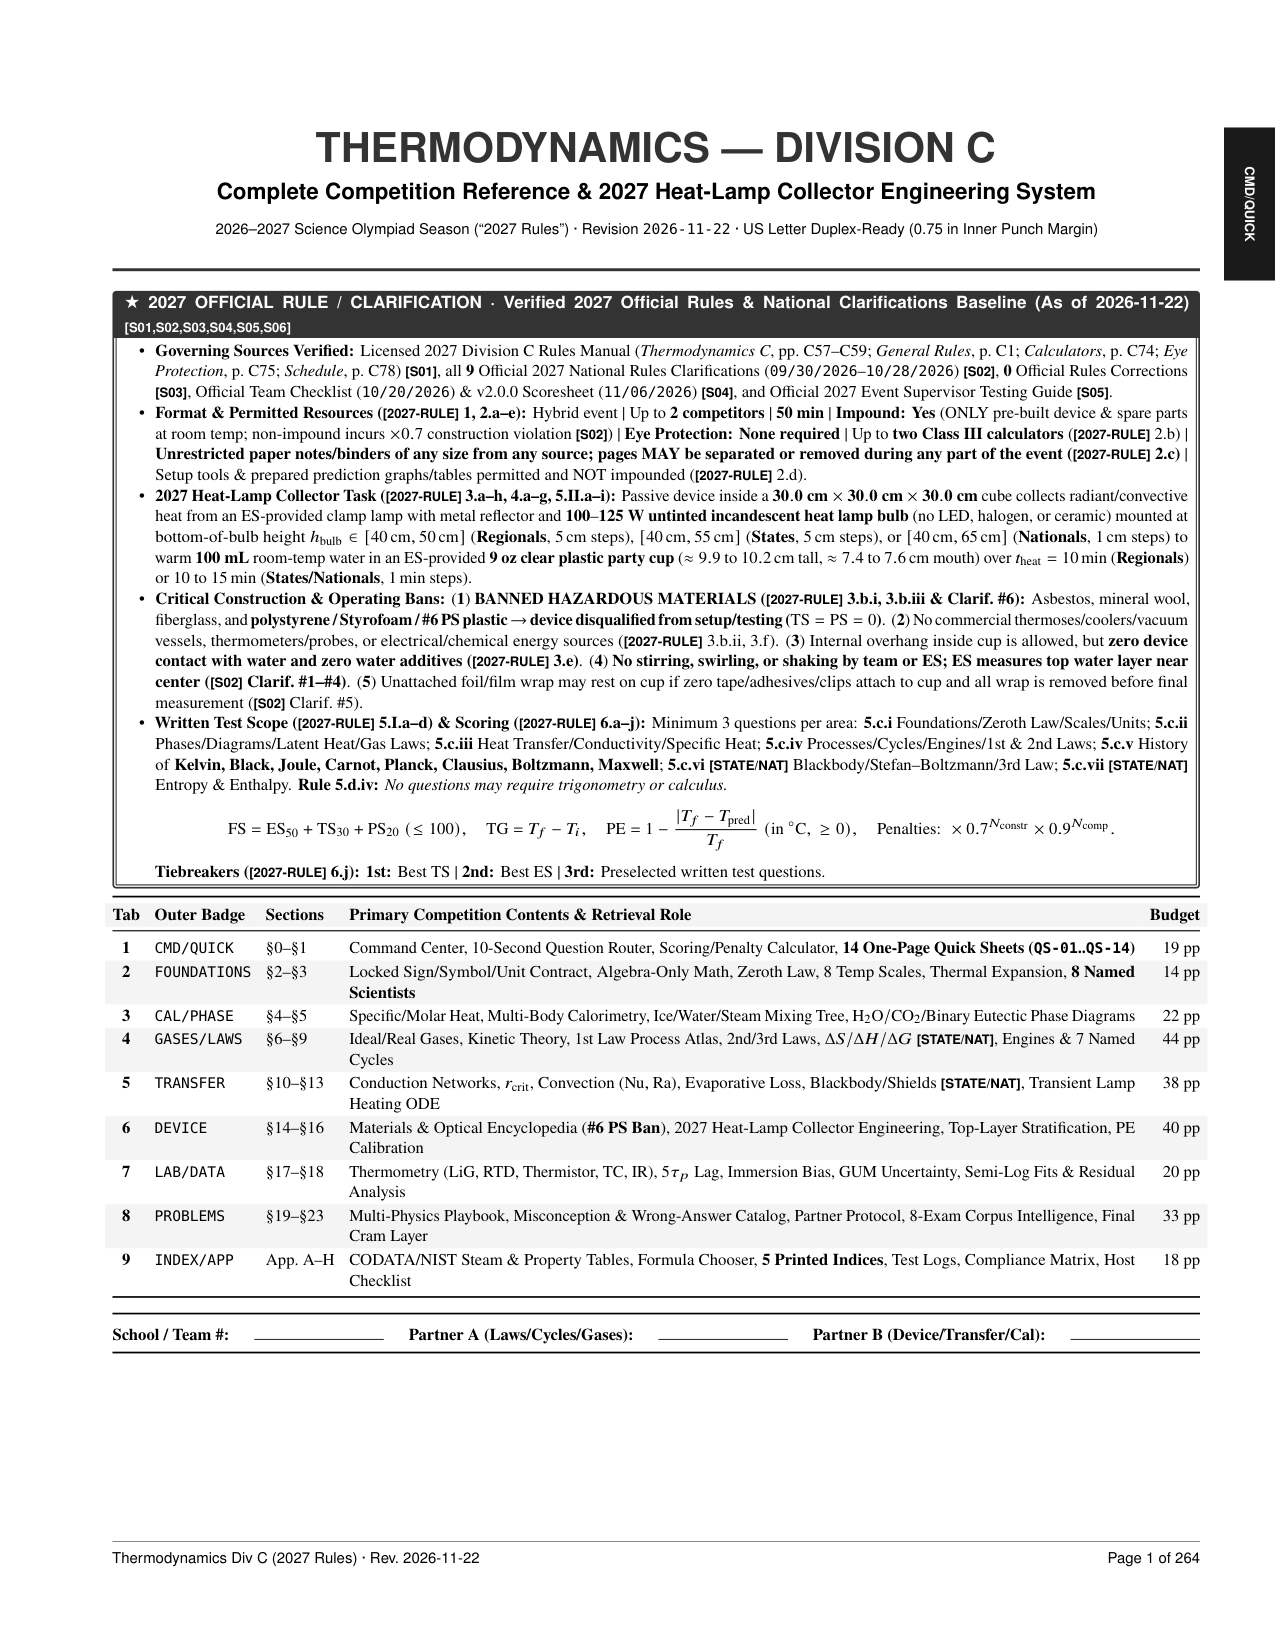 THERMODYNAMICS — DIVISION C
Complete Competition Reference & 2027 Heat-Lamp Collector Engineering System
2026–2027 Science Olympiad Season (“2027 Rules”) · Revision 2026-11-22 · US Letter Duplex-Ready (0.75 in Inner Punch Margin)
CMD/QUICK
★ 2027 OFFICIAL RULE / CLARIFICATION · Verified 2027 Official Rules & National Clarifications Baseline (As of 2026-11-22)
[S01,S02,S03,S04,S05,S06]
• Governing Sources Verified: Licensed 2027 Division C Rules Manual (Thermodynamics C, pp. C57–C59; General Rules, p. C1; Calculators, p. C74; Eye
Protection, p. C75; Schedule, p. C78) [S01], all 9 Official 2027 National Rules Clarifications (09/30/2026–10/28/2026) [S02], 0 Official Rules Corrections
[S03], Official Team Checklist (10/20/2026) & v2.0.0 Scoresheet (11/06/2026) [S04], and Official 2027 Event Supervisor Testing Guide [S05].
• Format & Permitted Resources ([2027-RULE] 1, 2.a–e): Hybrid event | Up to 2 competitors | 50 min | Impound: Yes (ONLY pre-built device & spare parts
at room temp; non-impound incurs ×0.7 construction violation [S02]) | Eye Protection: None required | Up to two Class III calculators ([2027-RULE] 2.b) |
Unrestricted paper notes/binders of any size from any source; pages MAY be separated or removed during any part of the event ([2027-RULE] 2.c) |
Setup tools & prepared prediction graphs/tables permitted and NOT impounded ([2027-RULE] 2.d).
• 2027 Heat-Lamp Collector Task ([2027-RULE] 3.a–h, 4.a–g, 5.II.a–i): Passive device inside a 30.0 cm × 30.0 cm × 30.0 cm cube collects radiant/convective
heat from an ES-provided clamp lamp with metal reflector and 100–125 W untinted incandescent heat lamp bulb (no LED, halogen, or ceramic) mounted at
bottom-of-bulb height h_bulb ∈ [40 cm, 50 cm] (Regionals, 5 cm steps), [40 cm, 55 cm] (States, 5 cm steps), or [40 cm, 65 cm] (Nationals, 1 cm steps) to
warm 100 mL room-temp water in an ES-provided 9 oz clear plastic party cup (≈ 9.9 to 10.2 cm tall, ≈ 7.4 to 7.6 cm mouth) over t_heat = 10 min (Regionals)
or 10 to 15 min (States/Nationals, 1 min steps).
• Critical Construction & Operating Bans: (1) BANNED HAZARDOUS MATERIALS ([2027-RULE] 3.b.i, 3.b.iii & Clarif. #6): Asbestos, mineral wool,
fiberglass, and polystyrene / Styrofoam / #6 PS plastic → device disqualified from setup/testing (TS = PS = 0). (2) No commercial thermoses/coolers/vacuum
vessels, thermometers/probes, or electrical/chemical energy sources ([2027-RULE] 3.b.ii, 3.f). (3) Internal overhang inside cup is allowed, but zero device
contact with water and zero water additives ([2027-RULE] 3.e). (4) No stirring, swirling, or shaking by team or ES; ES measures top water layer near
center ([S02] Clarif. #1–#4). (5) Unattached foil/film wrap may rest on cup if zero tape/adhesives/clips attach to cup and all wrap is removed before final
measurement ([S02] Clarif. #5).
• Written Test Scope ([2027-RULE] 5.I.a–d) & Scoring ([2027-RULE] 6.a–j): Minimum 3 questions per area: 5.c.i Foundations/Zeroth Law/Scales/Units; 5.c.ii
Phases/Diagrams/Latent Heat/Gas Laws; 5.c.iii Heat Transfer/Conductivity/Specific Heat; 5.c.iv Processes/Cycles/Engines/1st & 2nd Laws; 5.c.v History
of Kelvin, Black, Joule, Carnot, Planck, Clausius, Boltzmann, Maxwell; 5.c.vi [STATE/NAT] Blackbody/Stefan–Boltzmann/3rd Law; 5.c.vii [STATE/NAT]
Entropy & Enthalpy. Rule 5.d.iv: No questions may require trigonometry or calculus.
FS = ES₅₀ + TS₃₀ + PS₂₀ (≤ 100), TG = T_f − T_i, PE = 1 − |T_f − T_pred| / T_f (in °C, ≥ 0), Penalties: × 0.7^N_constr × 0.9^N_comp.
Tiebreakers ([2027-RULE] 6.j): 1st: Best TS | 2nd: Best ES | 3rd: Preselected written test questions.
Tab Outer Badge Sections Primary Competition Contents & Retrieval Role Budget
1 CMD/QUICK §0–§1 Command Center, 10-Second Question Router, Scoring/Penalty Calculator, 14 One-Page Quick Sheets (QS-01..QS-14) 19 pp
2 FOUNDATIONS §2–§3 Locked Sign/Symbol/Unit Contract, Algebra-Only Math, Zeroth Law, 8 Temp Scales, Thermal Expansion, 8 Named 14 pp
Scientists
3 CAL/PHASE §4–§5 Specific/Molar Heat, Multi-Body Calorimetry, Ice/Water/Steam Mixing Tree, H₂O/CO₂/Binary Eutectic Phase Diagrams 22 pp
4 GASES/LAWS §6–§9 Ideal/Real Gases, Kinetic Theory, 1st Law Process Atlas, 2nd/3rd Laws, ΔS/ΔH/ΔG [STATE/NAT], Engines & 7 Named 44 pp
Cycles
5 TRANSFER §10–§13 Conduction Networks, r_crit, Convection (Nu, Ra), Evaporative Loss, Blackbody/Shields [STATE/NAT], Transient Lamp 38 pp
Heating ODE
6 DEVICE §14–§16 Materials & Optical Encyclopedia (#6 PS Ban), 2027 Heat-Lamp Collector Engineering, Top-Layer Stratification, PE 40 pp
Calibration
7 LAB/DATA §17–§18 Thermometry (LiG, RTD, Thermistor, TC, IR), 5τ_p Lag, Immersion Bias, GUM Uncertainty, Semi-Log Fits & Residual 20 pp
Analysis
8 PROBLEMS §19–§23 Multi-Physics Playbook, Misconception & Wrong-Answer Catalog, Partner Protocol, 8-Exam Corpus Intelligence, Final 33 pp
Cram Layer
9 INDEX/APP App. A–H CODATA/NIST Steam & Property Tables, Formula Chooser, 5 Printed Indices, Test Logs, Compliance Matrix, Host 18 pp
Checklist
School / Team #: Partner A (Laws/Cycles/Gases): Partner B (Device/Transfer/Cal):
Thermodynamics Div C (2027 Rules) · Rev. 2026-11-22
Page 1 of 264